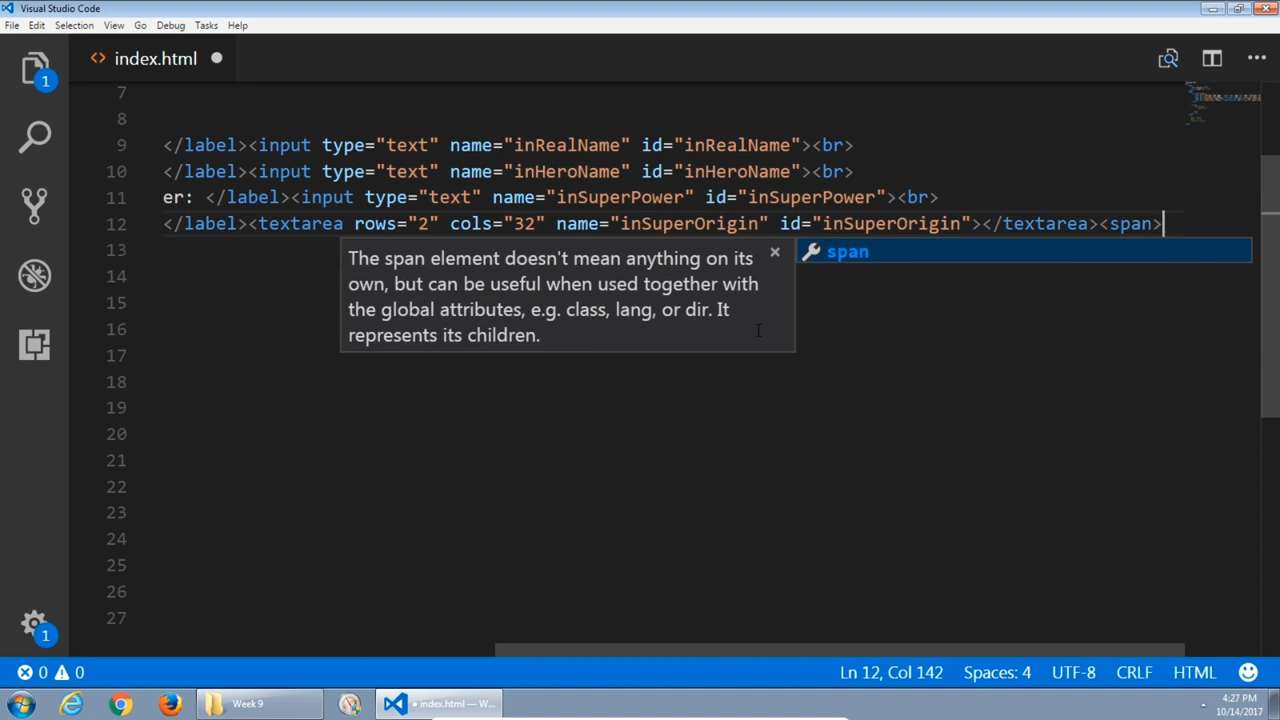 Visual Studio Code
File Edit Selection View Go Debug Tasks Help
1
index.html
7
8
9 </label><input type="text" name="inRealName" id="inRealName"><br>
10 </label><input type="text" name="inHeroName" id="inHeroName"><br>
11 er: </label><input type="text" name="inSuperPower" id="inSuperPower"><br>
12 </label><textarea rows="2" cols="32" name="inSuperOrigin" id="inSuperOrigin"></textarea><span>
13
The span element doesn't mean anything on its
own, but can be useful when used together with
the global attributes, e.g. class, lang, or dir. It
represents its children.
span
14
15
16
17
18
19
20
21
22
23
24
25
26
27
1
0 0
Ln 12, Col 142 Spaces: 4 UTF-8 CRLF HTML
Week 9
index.html — W...
4:27 PM
10/14/2017